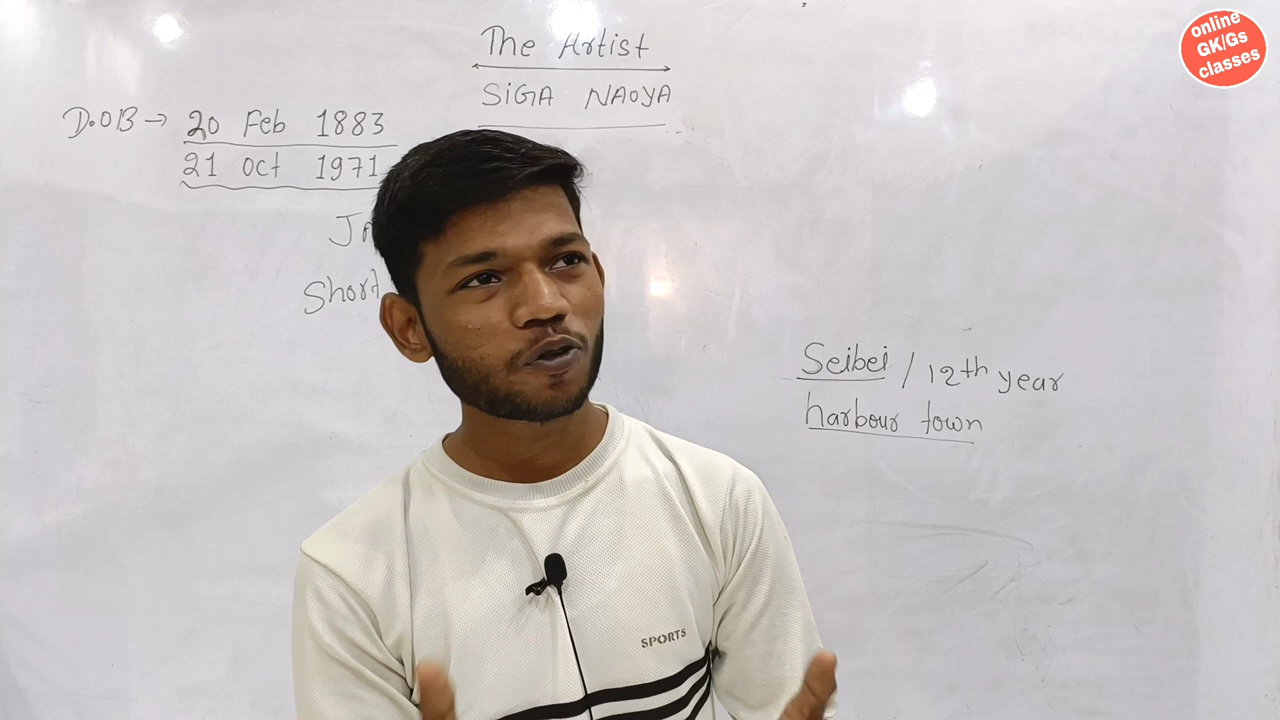 The Artist
SIGA NAOYA
D.OB → 20 Feb 1883
21 Oct 1971
Short
Seibei / 12th year
harbour town
SPORTS
online
GK/Gs
classes